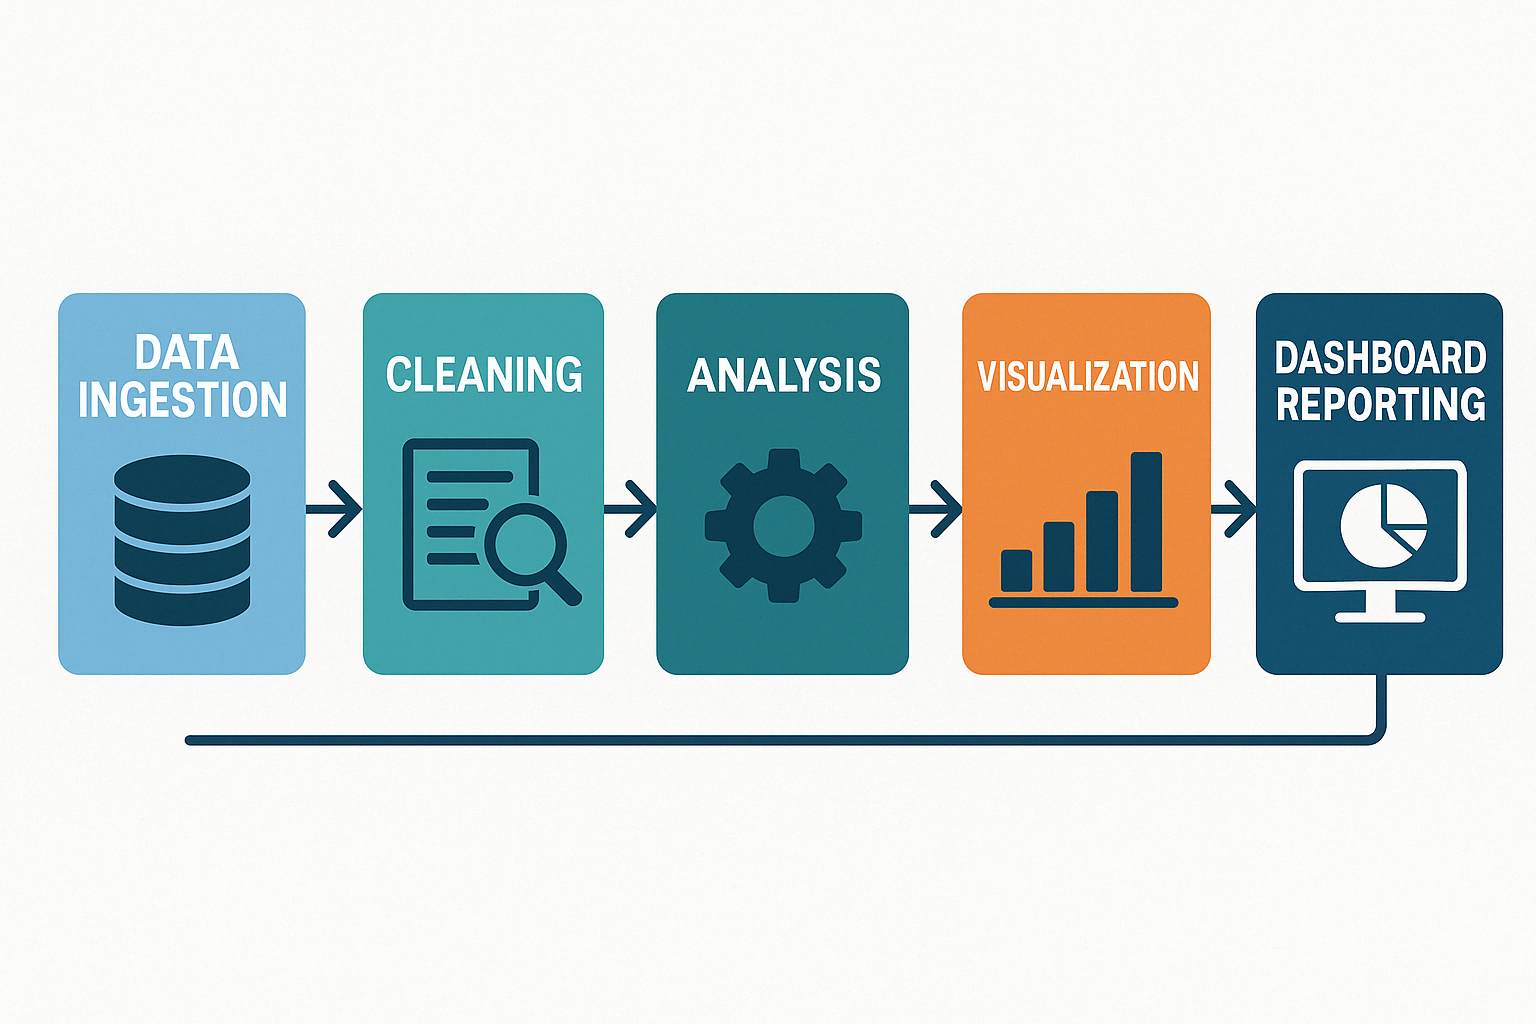 DATA
INGESTION
CLEANING
ANALYSIS
VISUALIZATION
DASHBOARD
REPORTING